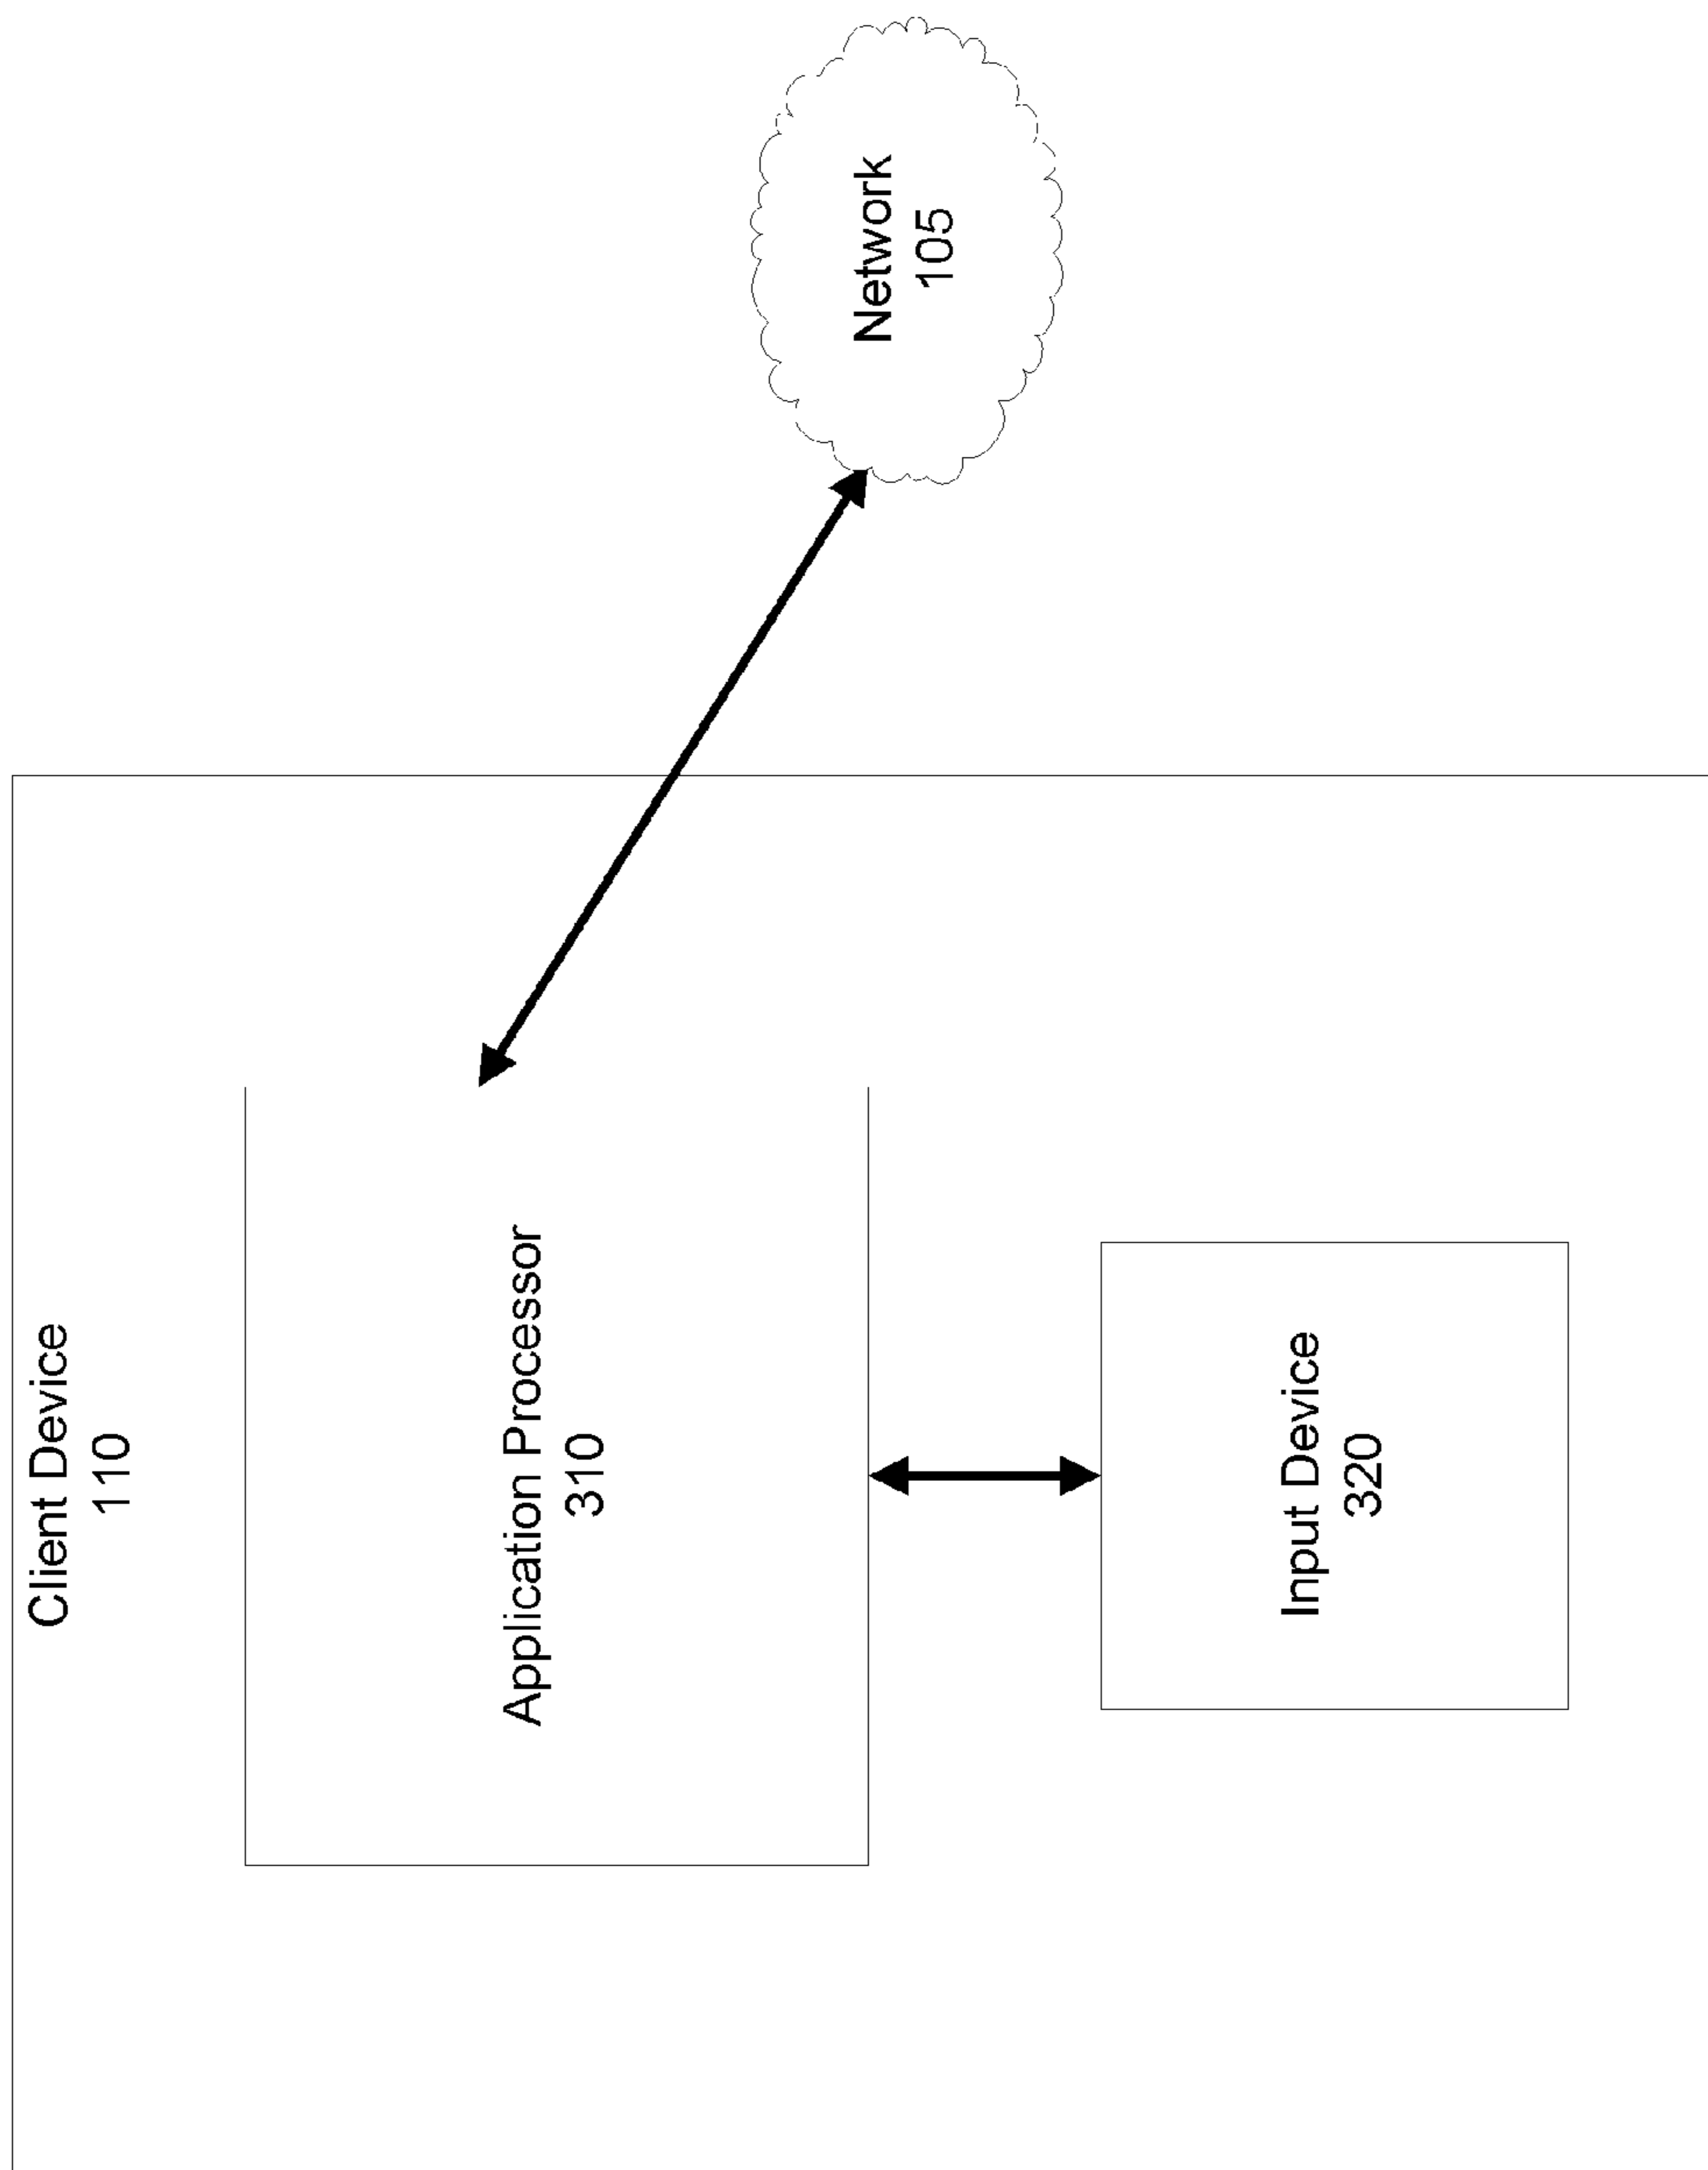 Client Device
110
Application Processor
310
Network
105
Input Device
320